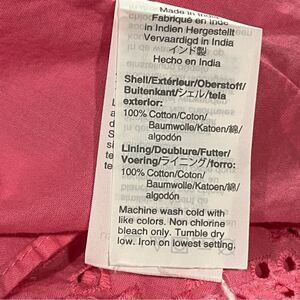 Made in India
Fabriqué en Inde
in Indien Hergestellt
Vervaardigd in India
インド製
Hecho en India
Shell/Extérieur/Oberstoff/
Buitenkant/シェル/tela
exterior:
100% Cotton/Coton/
Baumwolle/Katoen/綿/
algodón
Lining/Doublure/Futter/
Voering/ライニング/forro:
100% Cotton/Coton/
Baumwolle/Katoen/綿/
algodón
Machine wash cold with
like colors. Non chlorine
bleach only. Tumble dry
low. Iron on lowest setting.